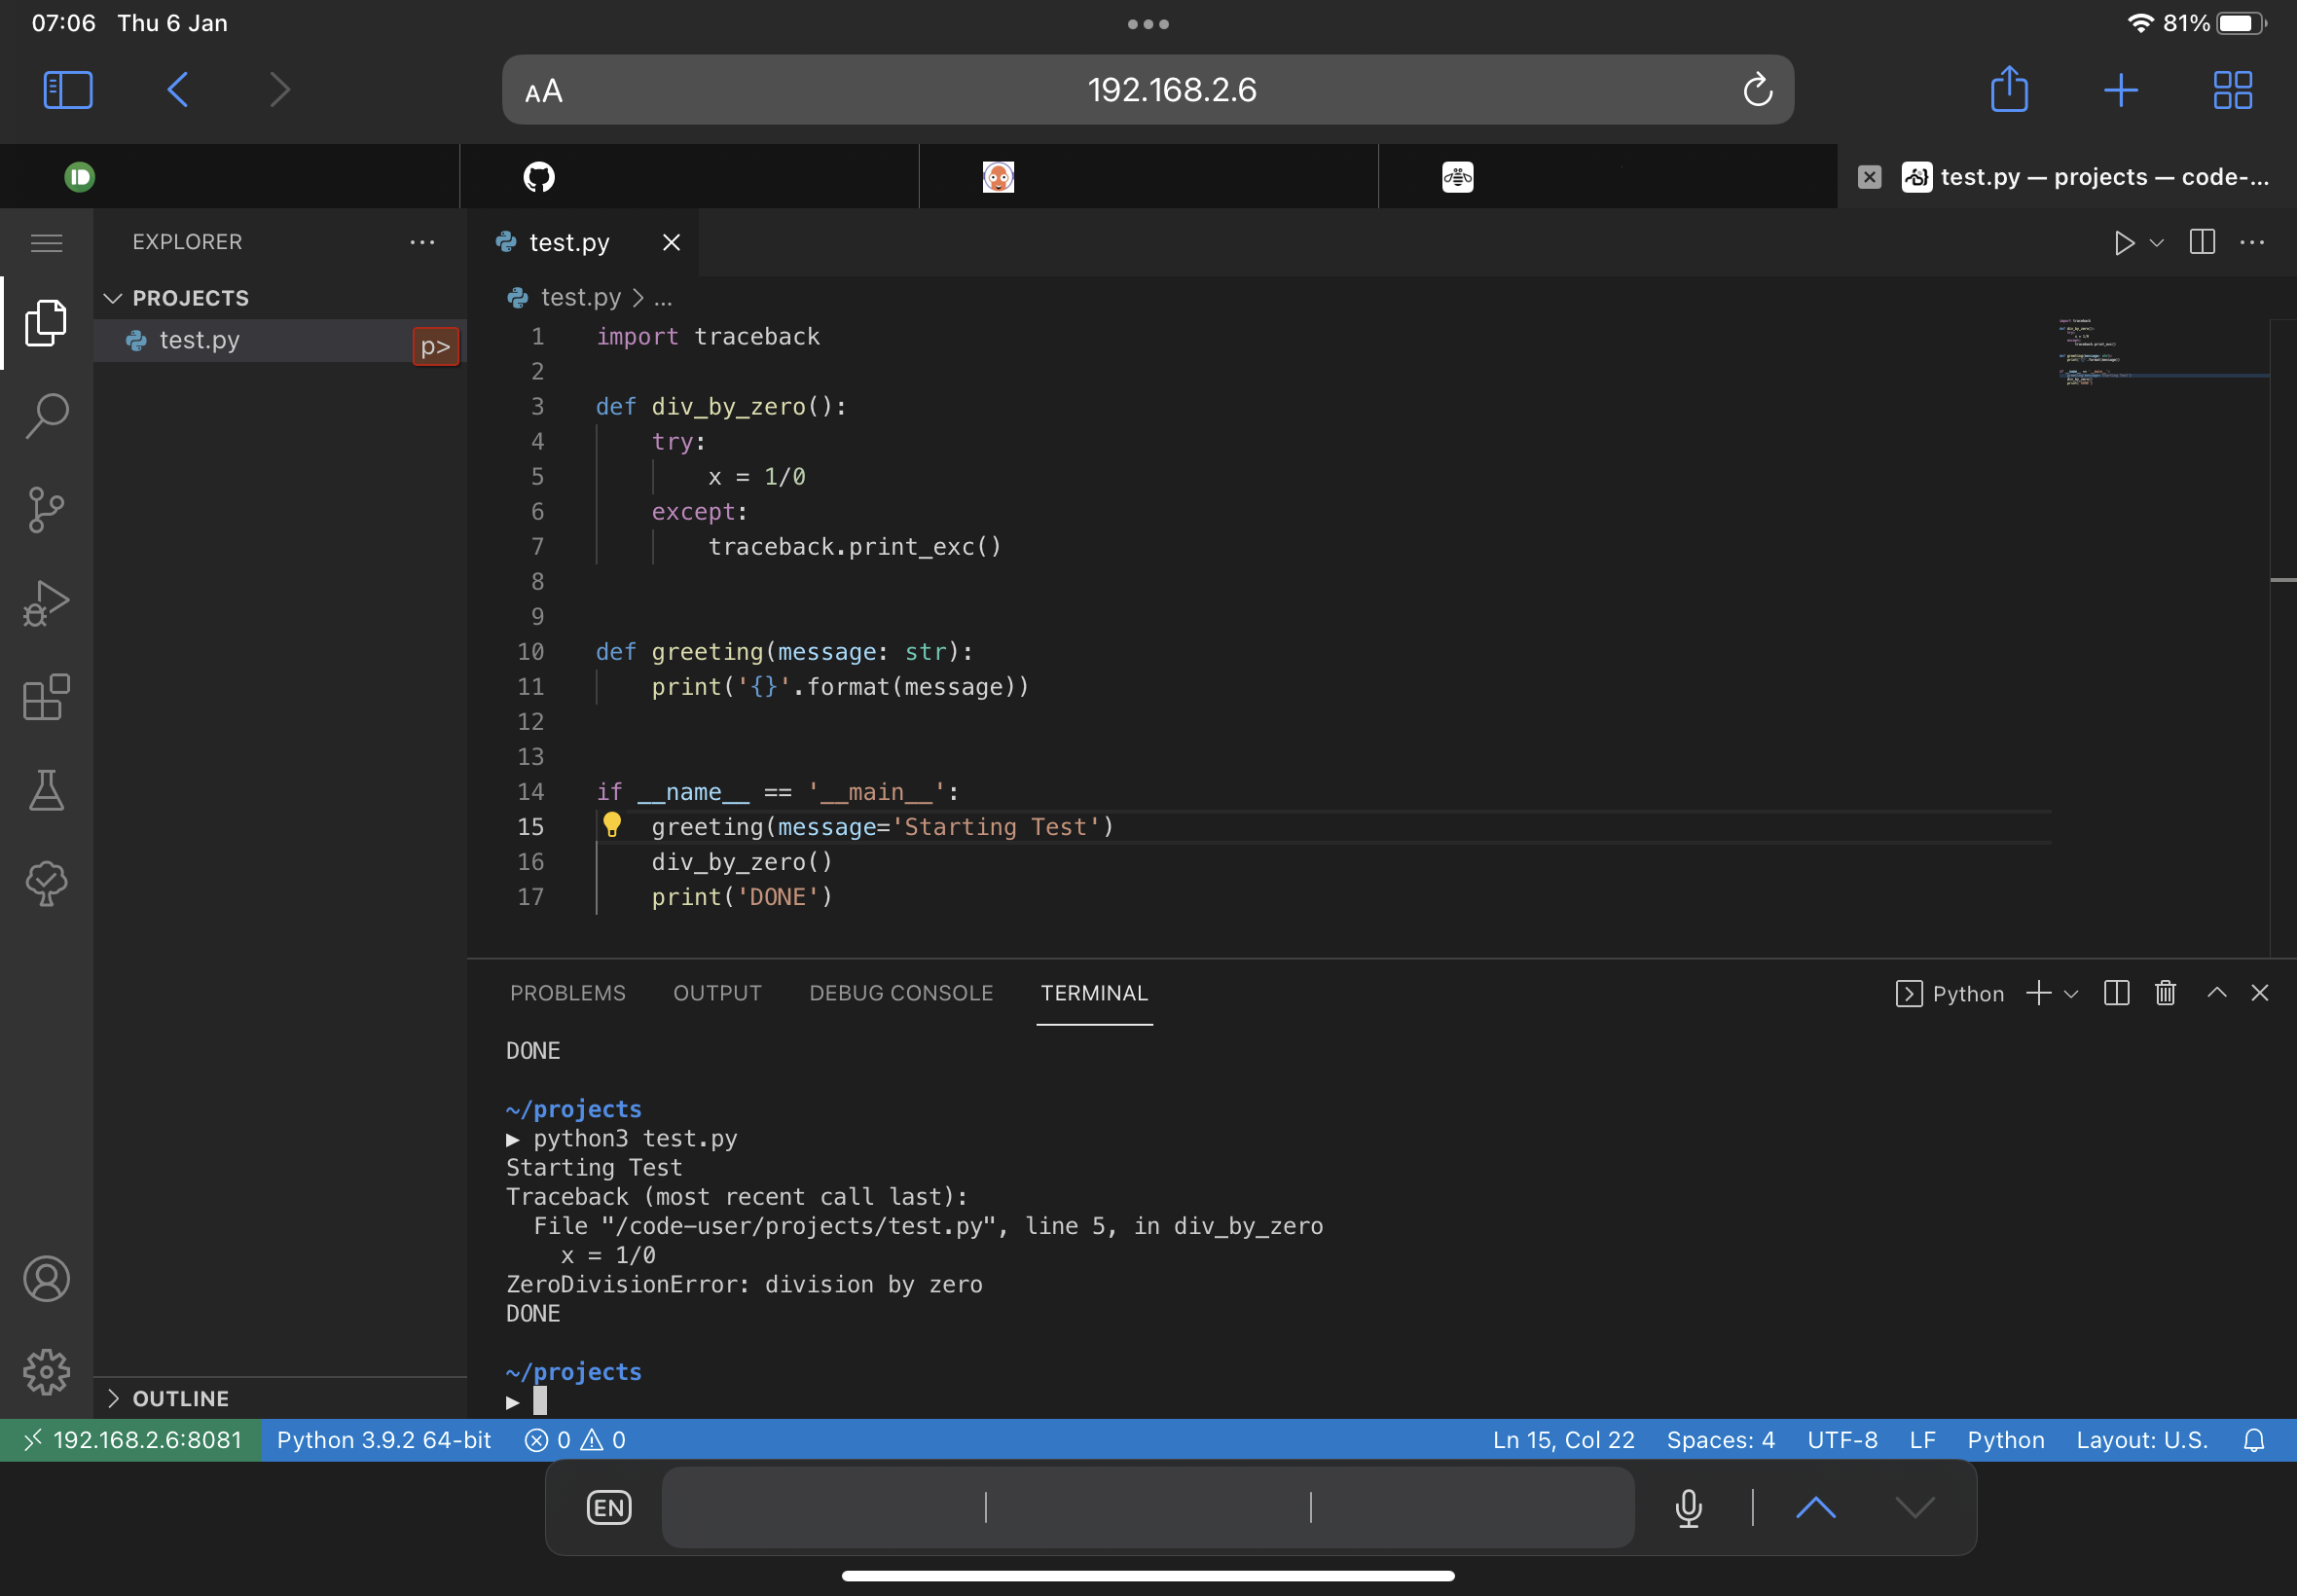 07:06 Thu 6 Jan
81%
AA 192.168.2.6
test.py — projects — code-...
EXPLORER
PROJECTS
test.py
p>
OUTLINE
test.py
test.py > ...
1 import traceback
2
3 def div_by_zero():
4     try:
5         x = 1/0
6     except:
7         traceback.print_exc()
8
9
10 def greeting(message: str):
11     print('{}'.format(message))
12
13
14 if __name__ == '__main__':
15     greeting(message='Starting Test')
16     div_by_zero()
17     print('DONE')
PROBLEMS OUTPUT DEBUG CONSOLE TERMINAL
Python
DONE
~/projects
▶ python3 test.py
Starting Test
Traceback (most recent call last):
  File "/code-user/projects/test.py", line 5, in div_by_zero
    x = 1/0
ZeroDivisionError: division by zero
DONE
~/projects
▶
192.168.2.6:8081 Python 3.9.2 64-bit 0 0 Ln 15, Col 22 Spaces: 4 UTF-8 LF Python Layout: U.S.
EN